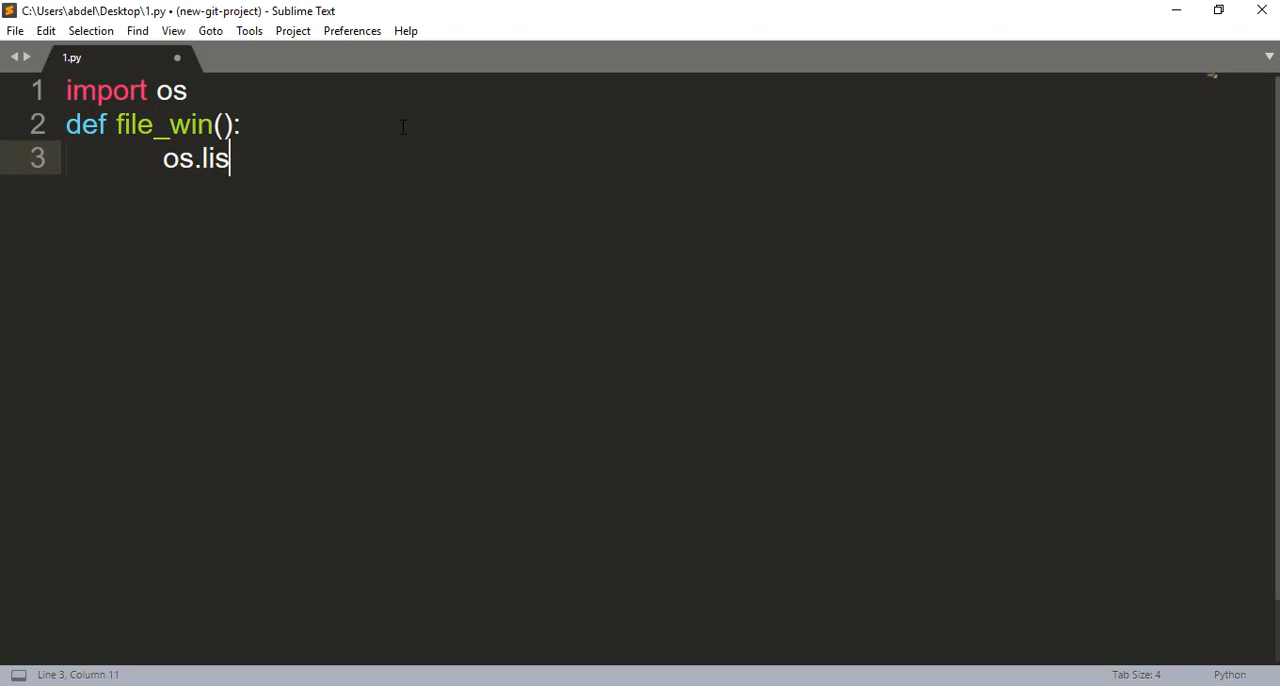 C:\Users\abdel\Desktop\1.py • (new-git-project) - Sublime Text
File Edit Selection Find View Goto Tools Project Preferences Help
1.py
1 import os
2 def file_win():
3 os.lis
Line 3, Column 11 Tab Size: 4 Python